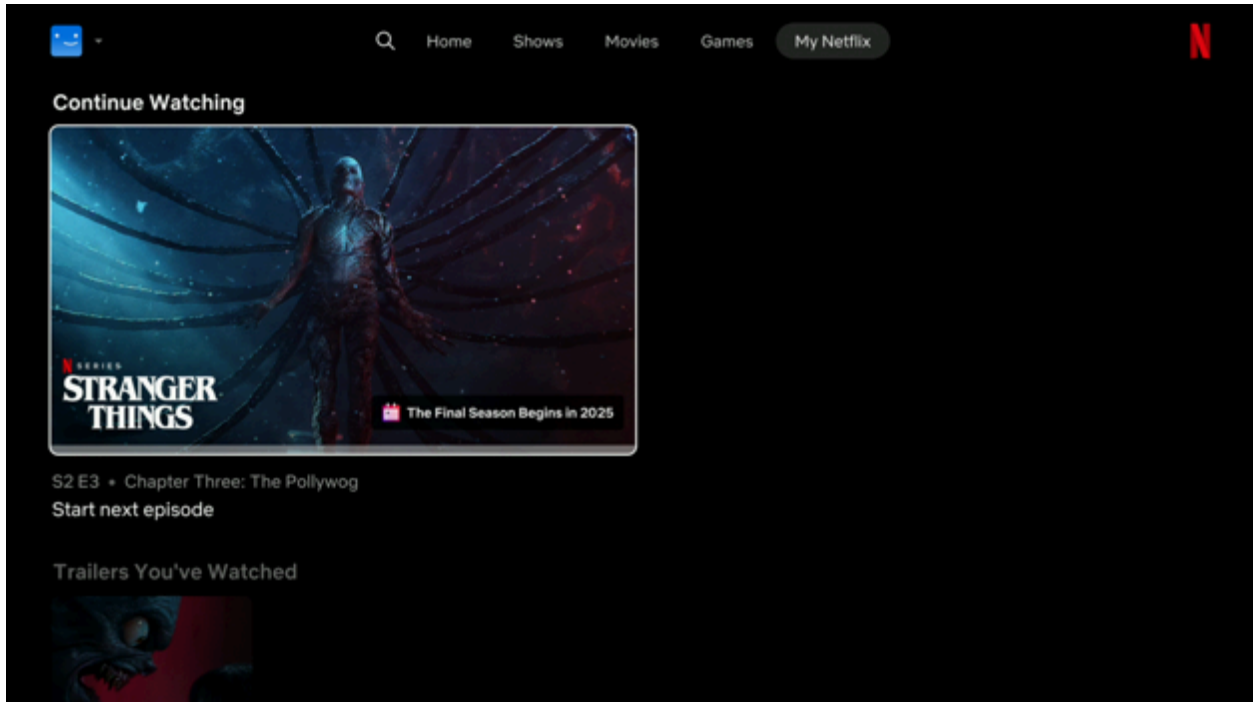 Home Shows Movies Games My Netflix
N
Continue Watching
N SERIES
STRANGER
THINGS
The Final Season Begins in 2025
S2 E3 • Chapter Three: The Pollywog
Start next episode
Trailers You've Watched